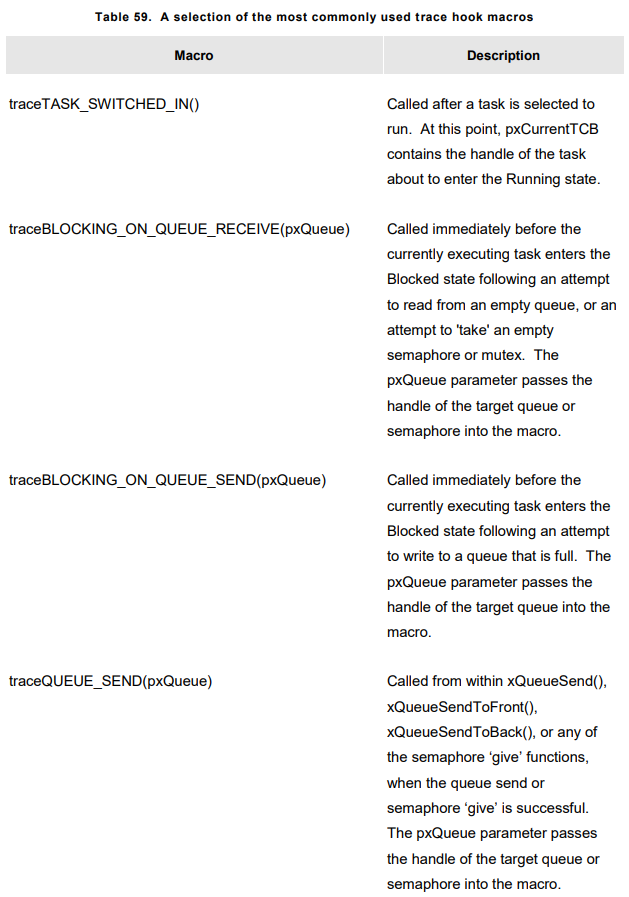 Table 59. A selection of the most commonly used trace hook macros
Macro Description
traceTASK_SWITCHED_IN() Called after a task is selected to
run. At this point, pxCurrentTCB
contains the handle of the task
about to enter the Running state.
traceBLOCKING_ON_QUEUE_RECEIVE(pxQueue) Called immediately before the
currently executing task enters the
Blocked state following an attempt
to read from an empty queue, or an
attempt to 'take' an empty
semaphore or mutex. The
pxQueue parameter passes the
handle of the target queue or
semaphore into the macro.
traceBLOCKING_ON_QUEUE_SEND(pxQueue) Called immediately before the
currently executing task enters the
Blocked state following an attempt
to write to a queue that is full. The
pxQueue parameter passes the
handle of the target queue into the
macro.
traceQUEUE_SEND(pxQueue) Called from within xQueueSend(),
xQueueSendToFront(),
xQueueSendToBack(), or any of
the semaphore ‘give’ functions,
when the queue send or
semaphore ‘give’ is successful.
The pxQueue parameter passes
the handle of the target queue or
semaphore into the macro.